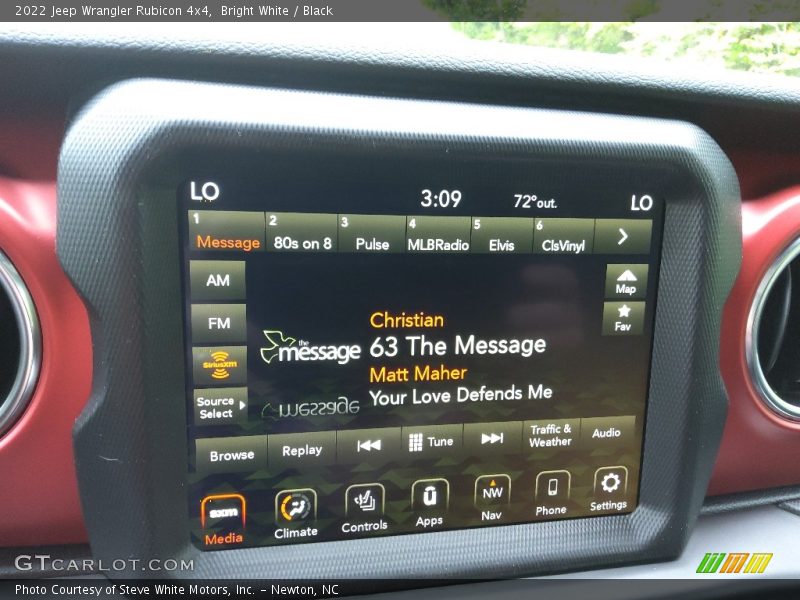 2022 Jeep Wrangler Rubicon 4x4, Bright White / Black
LO 3:09 72°out. LO
1 Message 2 80s on 8 3 Pulse 4 MLBRadio 5 Elvis 6 ClsVinyl
AM
Map
FM
Fav
SiriusXM
Source Select
the message
Christian
63 The Message
Matt Maher
Your Love Defends Me
message
Browse Replay Tune Traffic & Weather Audio
sxm NW
Media Climate Controls Apps Nav Phone Settings
GTCARLOT.COM
Photo Courtesy of Steve White Motors, Inc. – Newton, NC